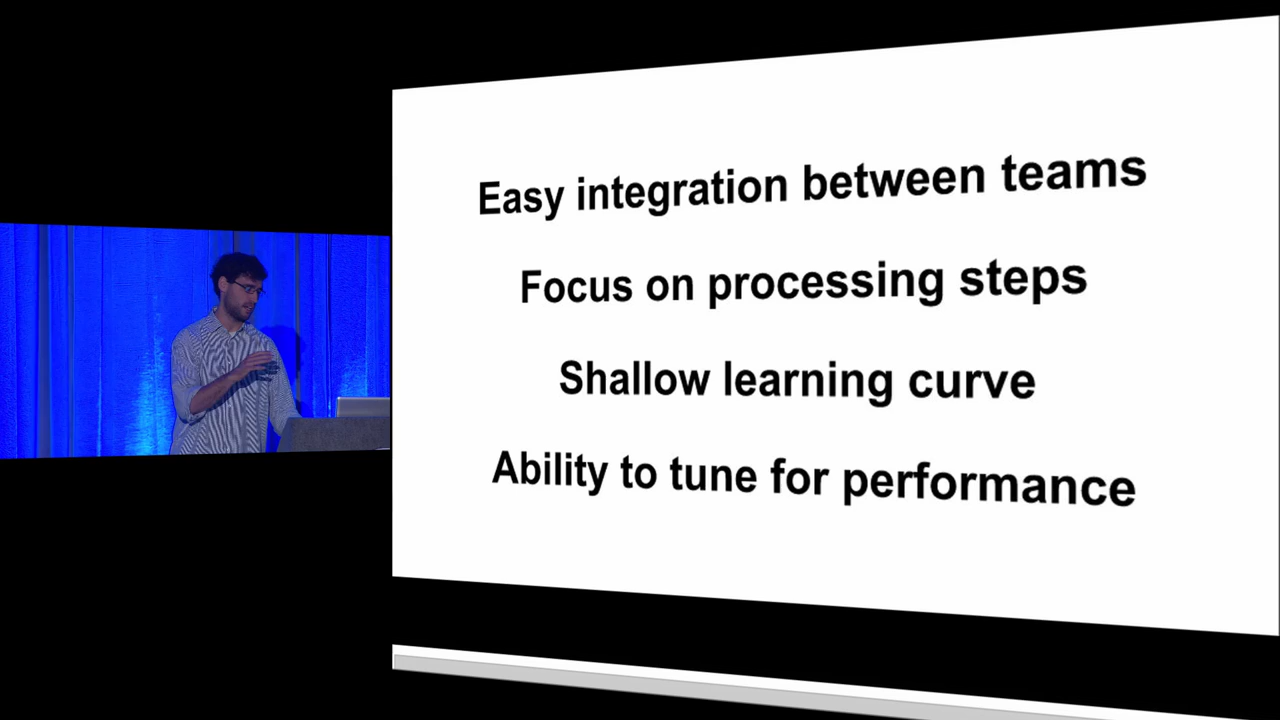 Easy integration between teams
Focus on processing steps
Shallow learning curve
Ability to tune for performance